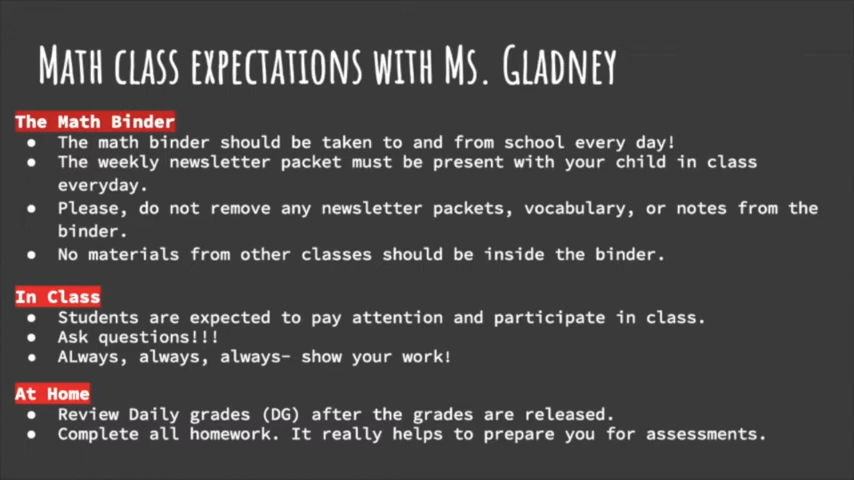 Math class expectations with Ms. Gladney
The Math Binder
● The math binder should be taken to and from school every day!
● The weekly newsletter packet must be present with your child in class
everyday.
● Please, do not remove any newsletter packets, vocabulary, or notes from the
binder.
● No materials from other classes should be inside the binder.
In Class
● Students are expected to pay attention and participate in class.
● Ask questions!!!
● ALways, always, always- show your work!
At Home
● Review Daily grades (DG) after the grades are released.
● Complete all homework. It really helps to prepare you for assessments.